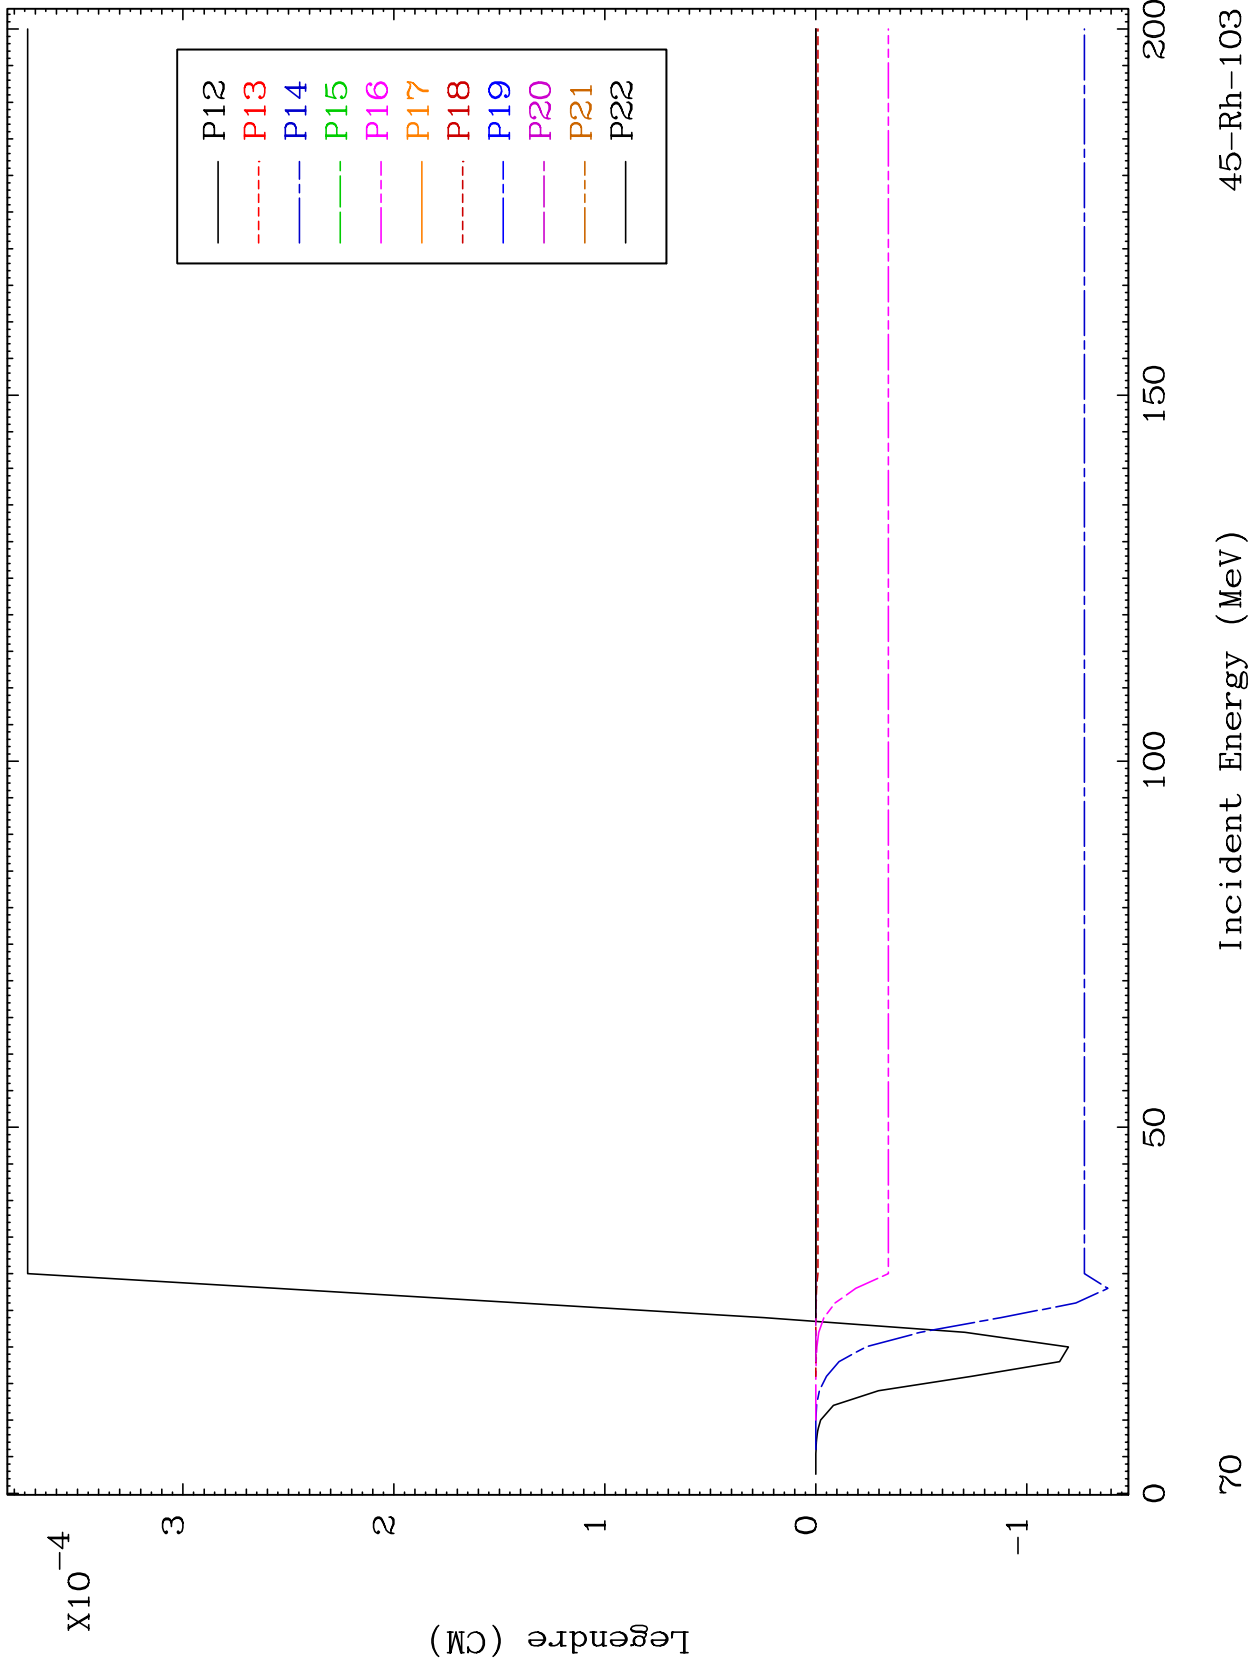 X10
-4
3
2
1
0
-1
Legendre (CM)
P12
P13
P14
P15
P16
P17
P18
P19
P20
P21
P22
0
50
100
150
200
Incident Energy (MeV)
70
45-Rh-103